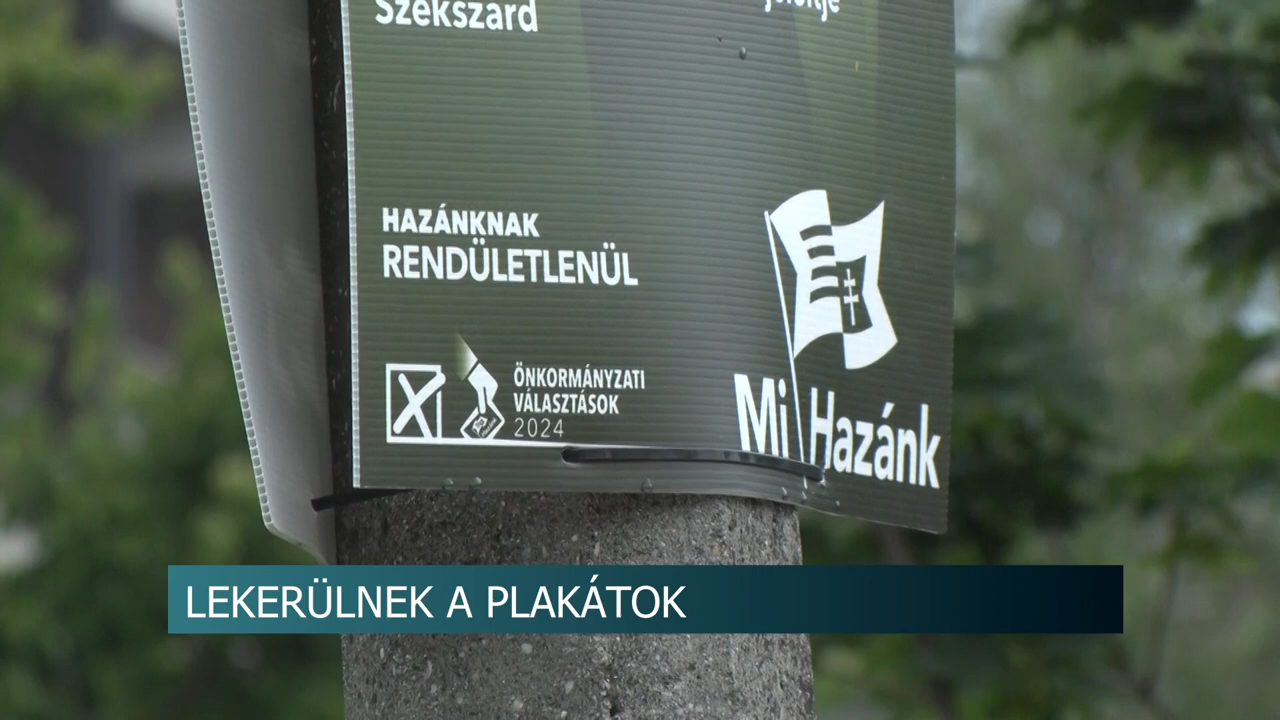 Szekszárd
HAZÁNKNAK
RENDÜLETLENÜL
ÖNKORMÁNYZATI
VÁLASZTÁSOK
2024
Mi Hazánk
LEKERÜLNEK A PLAKÁTOK